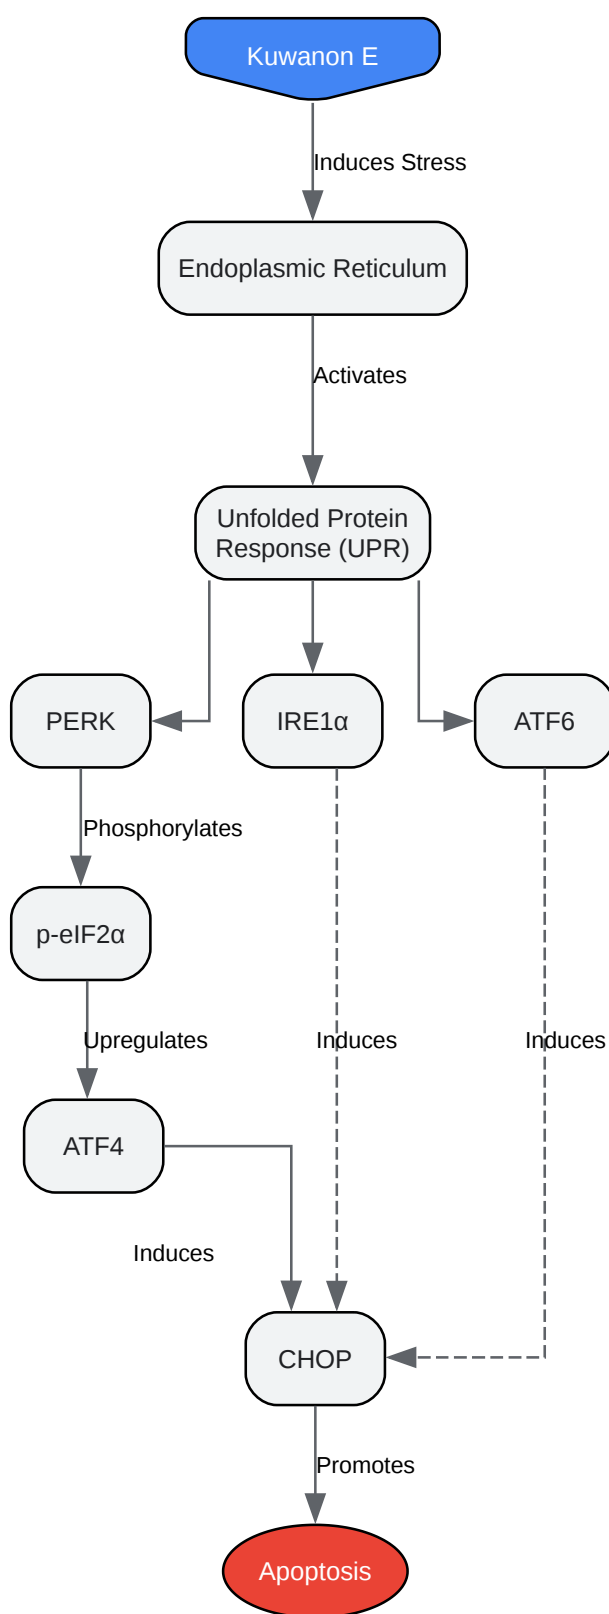 Kuwanon E
Induces Stress
Endoplasmic Reticulum
Activates
Unfolded Protein
Response (UPR)
PERK
IRE1α
ATF6
Phosphorylates
p-eIF2α
Upregulates
Induces
Induces
ATF4
Induces
CHOP
Promotes
Apoptosis